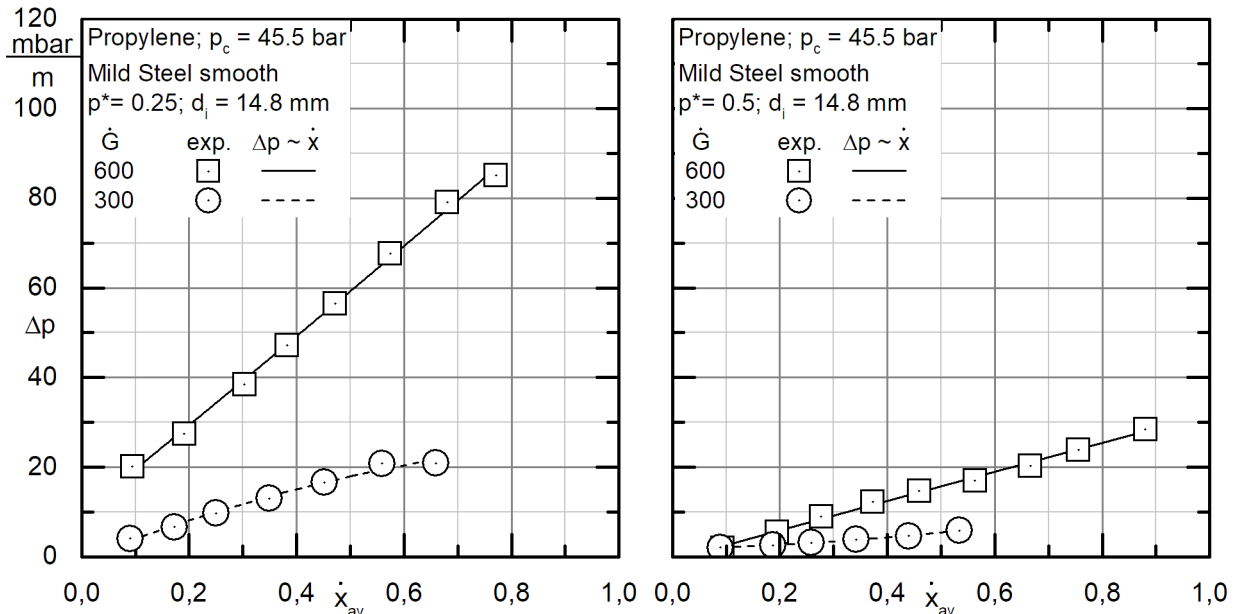 120
mbar
m
100
80
60
Δp
40
20
0
Propylene; p_c = 45.5 bar
Mild Steel smooth
p*= 0.25; d_i = 14.8 mm
Ġ exp. Δp ~ ẋ
600
300
0,0 0,2 0,4 ẋ_av 0,6 0,8 1,0
Propylene; p_c = 45.5 bar
Mild Steel smooth
p*= 0.5; d_i = 14.8 mm
Ġ exp. Δp ~ ẋ
600
300
0,0 0,2 0,4 ẋ_av 0,6 0,8 1,0